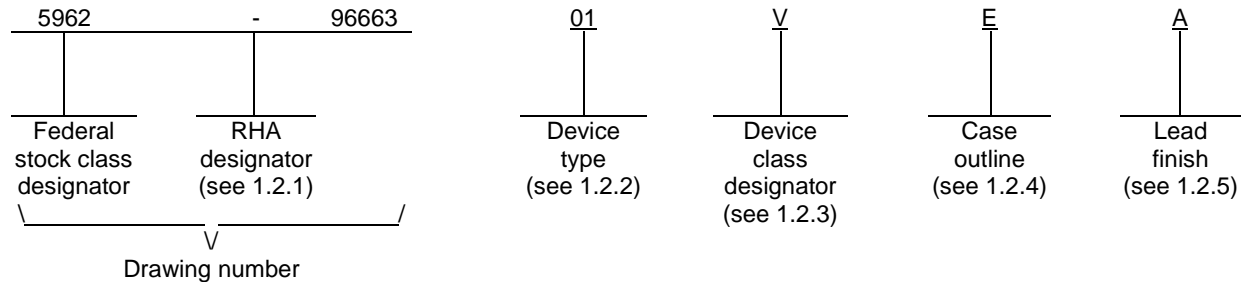 5962 - 96663 01 V E A
Federal stock class designator
RHA designator (see 1.2.1)
Device type (see 1.2.2)
Device class designator (see 1.2.3)
Case outline (see 1.2.4)
Lead finish (see 1.2.5)
\ /
\/
Drawing number